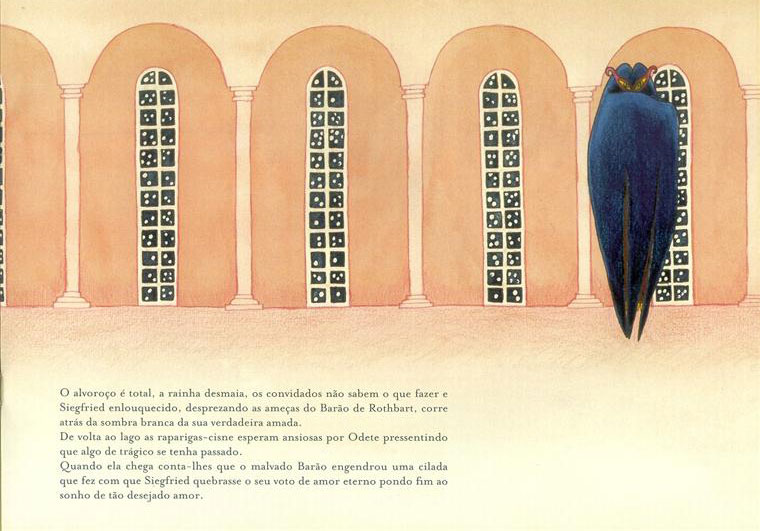 O alvoroço é total, a rainha desmaia, os convidados não sabem o que fazer e
Siegfried enlouquecido, desprezando as ameças do Barão de Rothbart, corre
atrás da sombra branca da sua verdadeira amada.
De volta ao lago as raparigas-cisne esperam ansiosas por Odete pressentindo
que algo de trágico se tenha passado.
Quando ela chega conta-lhes que o malvado Barão engendrou uma cilada
que fez com que Siegfried quebrasse o seu voto de amor eterno pondo fim ao
sonho de tão desejado amor.